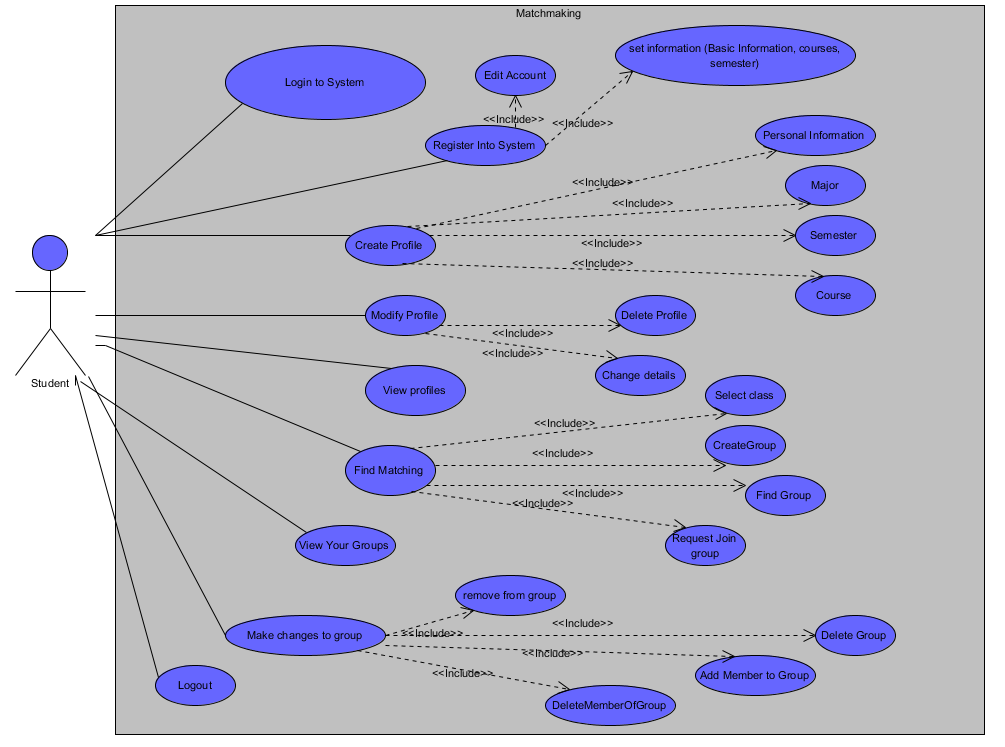 Matchmaking
set information (Basic Information, courses,
semester)
Login to System
Edit Account
<<Include>>
<<Include>>
Register Into System
Personal Information
<<Include>>
Major
<<Include>>
Semester
Create Profile
<<Include>>
<<Include>>
Course
Modify Profile
Delete Profile
<<Include>>
<<Include>>
Change details
Student
View profiles
Select class
<<Include>>
CreateGroup
<<Include>>
Find Matching
<<Include>>
Find Group
<<Include>>
Request Join
group
View Your Groups
remove from group
<<Include>>
<<Include>>
Make changes to group
Delete Group
<<Include>>
<<Include>>
Add Member to Group
Logout
DeleteMemberOfGroup